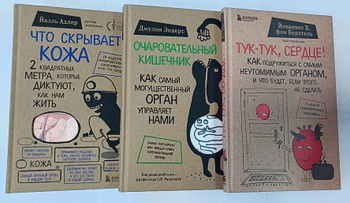 Йаэль Адлер
ЧТО СКРЫВАЕТ
КОЖА
2 КВАДРАТНЫХ
МЕТРА, КОТОРЫЕ
ДИКТУЮТ,
КАК НАМ
ЖИТЬ
КОЖА
Джулия Эндерс
ОЧАРОВАТЕЛЬНЫЙ
КИШЕЧНИК
КАК САМЫЙ
МОГУЩЕСТВЕННЫЙ
ОРГАН
УПРАВЛЯЕТ
НАМИ
Йоханнес Х.
фон Борстель
ТУК-ТУК, СЕРДЦЕ!
КАК ПОДРУЖИТЬСЯ С САМЫМ
НЕУТОМИМЫМ ОРГАНОМ,
И ЧТО БУДЕТ, ЕСЛИ ЭТОГО
НЕ СДЕЛАТЬ